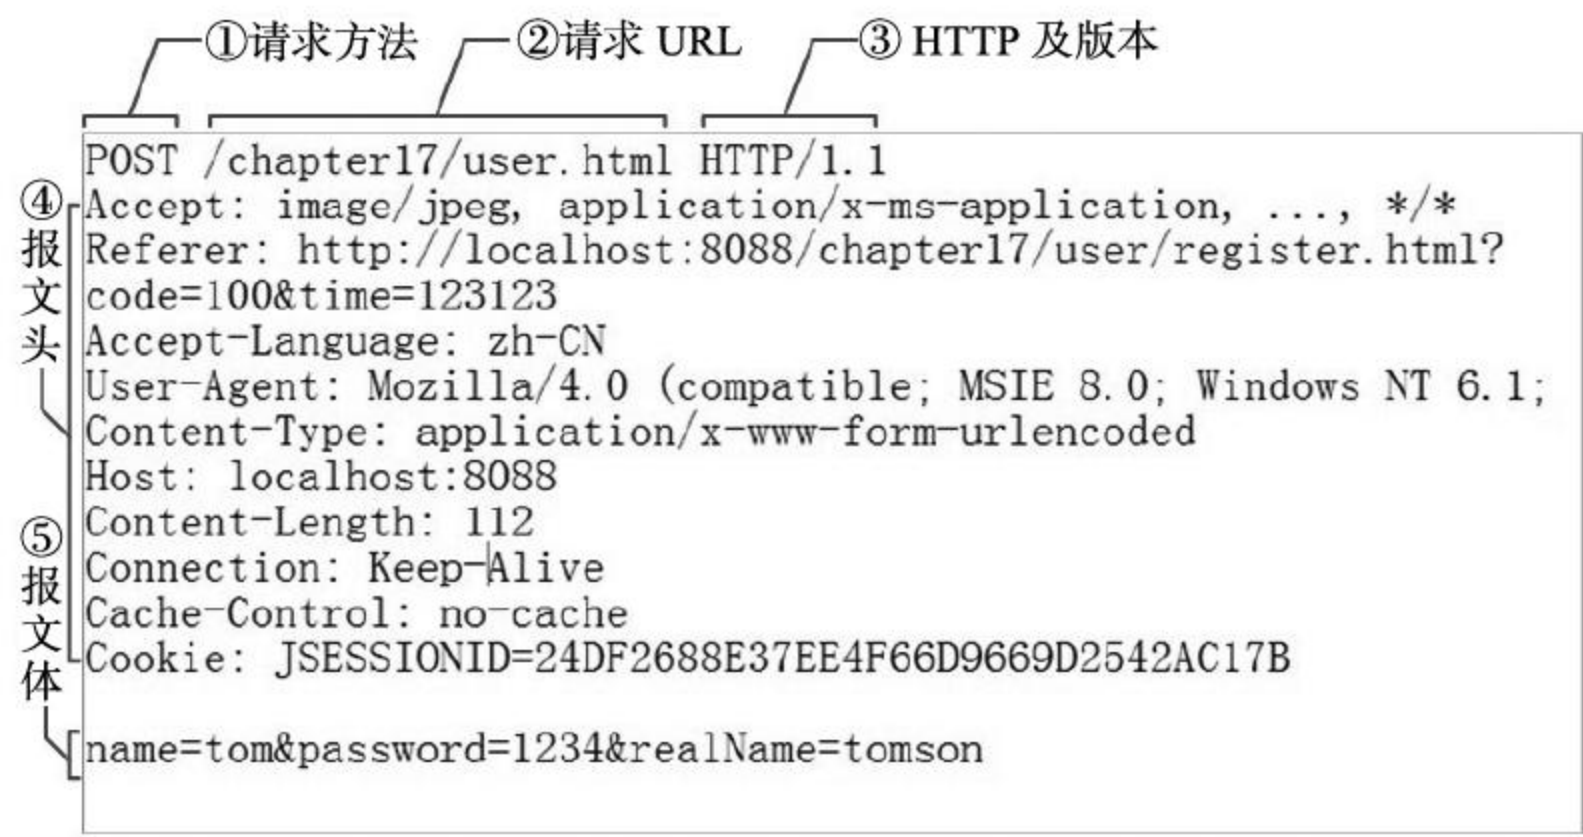 ①请求方法 ②请求 URL ③ HTTP 及版本
POST /chapter17/user.html HTTP/1.1
④报文头
Accept: image/jpeg, application/x-ms-application, ..., */*
Referer: http://localhost:8088/chapter17/user/register.html?
code=100&time=123123
Accept-Language: zh-CN
User-Agent: Mozilla/4.0 (compatible; MSIE 8.0; Windows NT 6.1;
Content-Type: application/x-www-form-urlencoded
Host: localhost:8088
Content-Length: 112
Connection: Keep-Alive
Cache-Control: no-cache
Cookie: JSESSIONID=24DF2688E37EE4F66D9669D2542AC17B
⑤报文体
name=tom&password=1234&realName=tomson